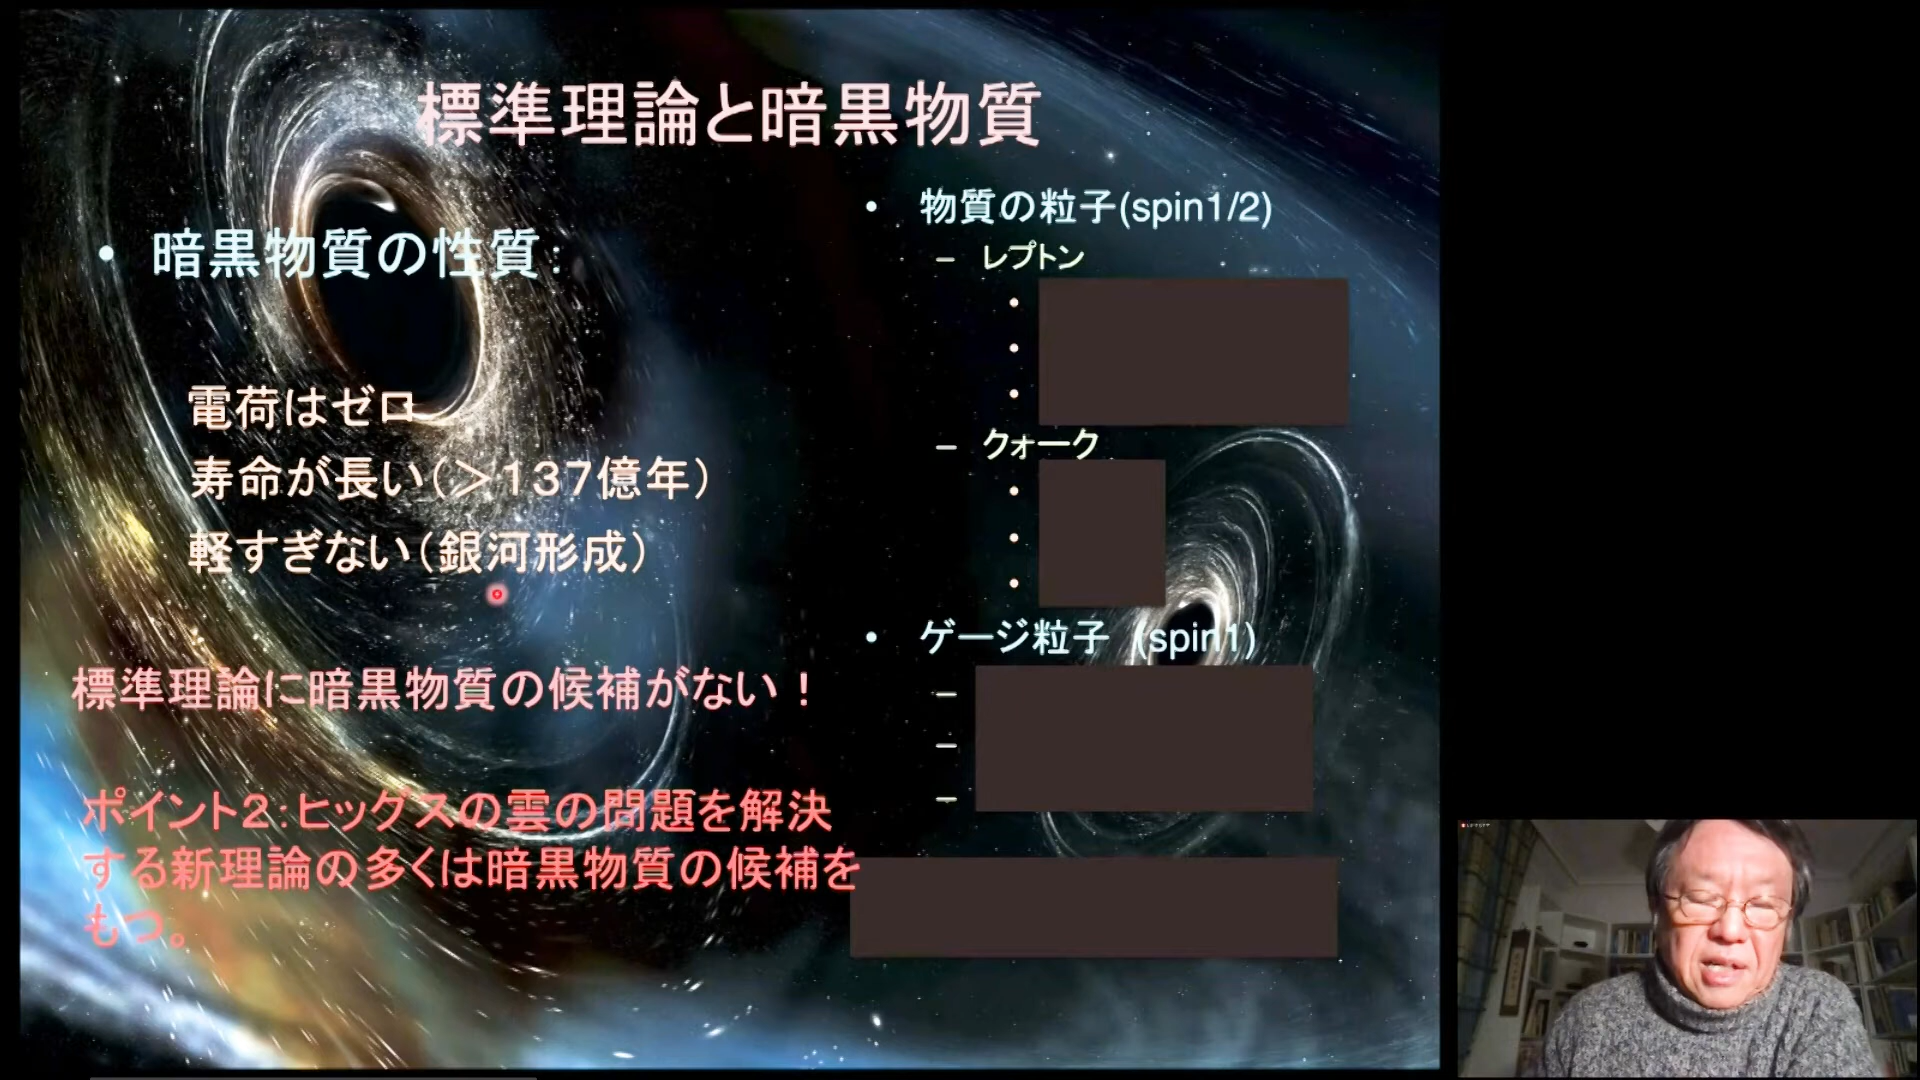 標準理論と暗黒物質
• 暗黒物質の性質：
電荷はゼロ
寿命が長い（＞137億年）
軽すぎない（銀河形成）
標準理論に暗黒物質の候補がない！
ポイント2：ヒッグスの雲の問題を解決
する新理論の多くは暗黒物質の候補を
もつ。
• 物質の粒子(spin1/2)
– レプトン
– クォーク
• ゲージ粒子 (spin1)